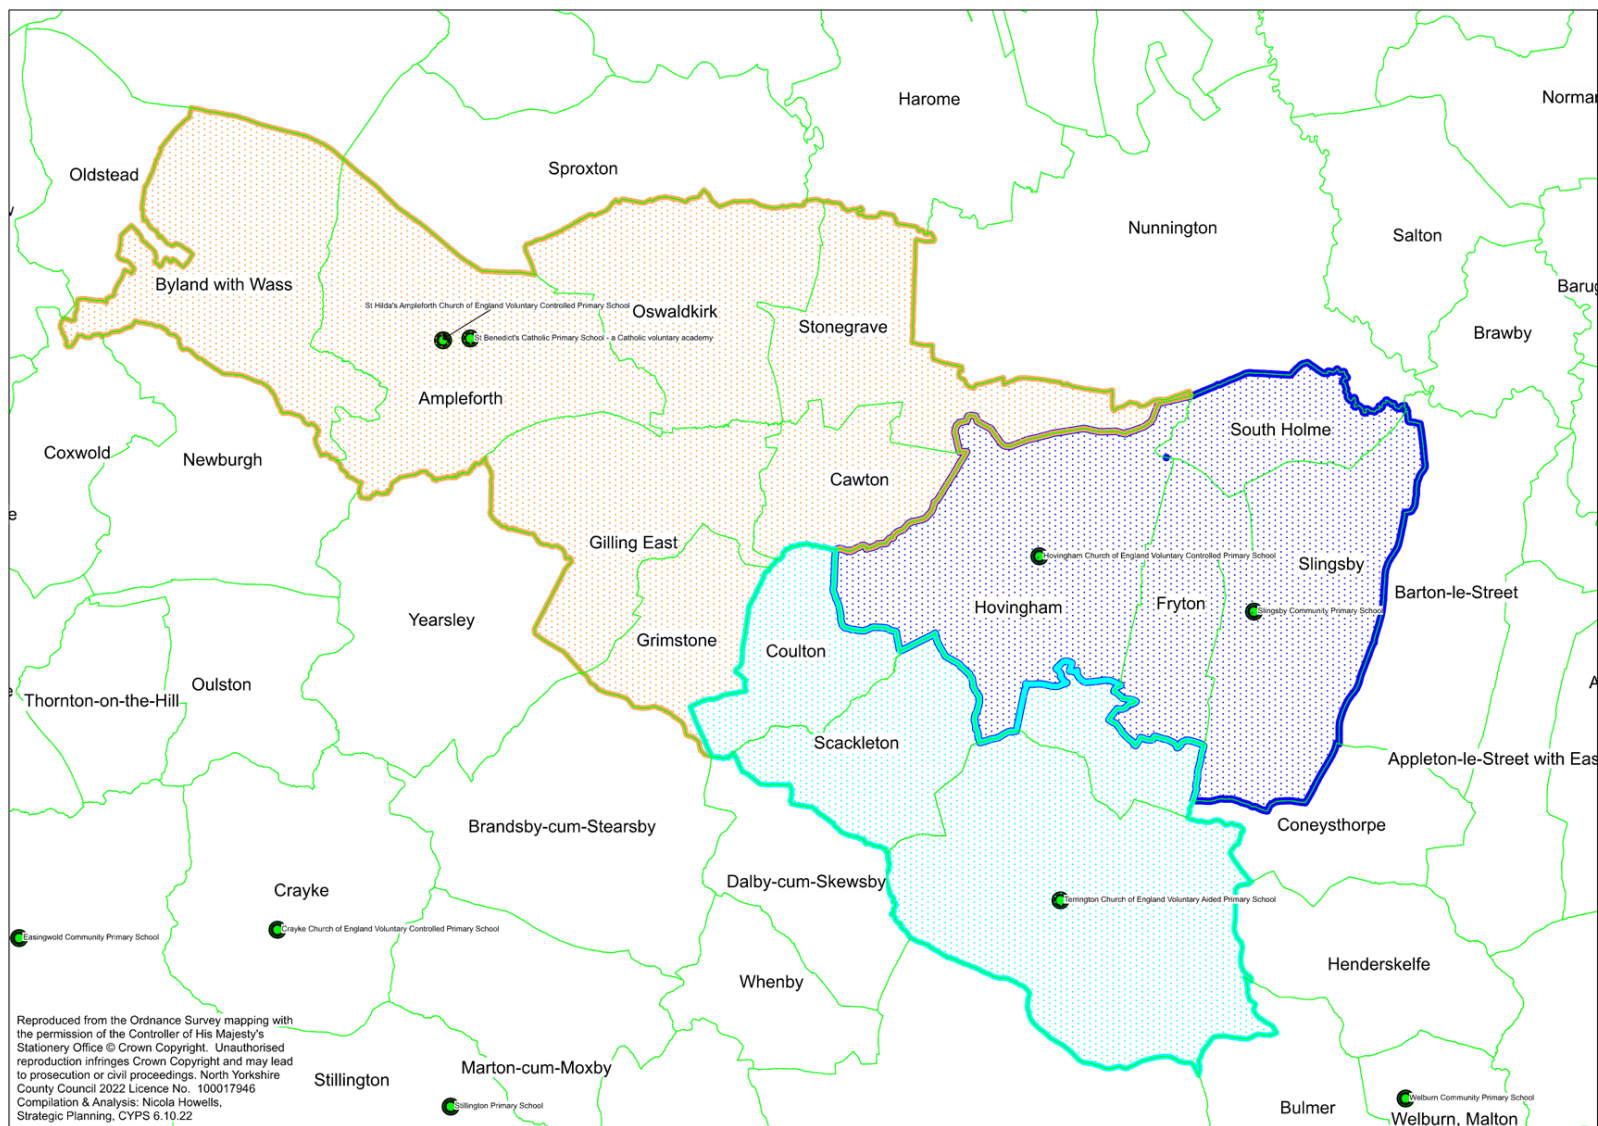 Harome
Norma
Oldstead
Sproxton
Nunnington
Salton
Byland with Wass
Baru
St Hilda's Ampleforth Church of England Voluntary Controlled Primary School
Oswaldkirk
Stonegrave
Brawby
St Benedict's Catholic Primary School - a Catholic voluntary academy
Ampleforth
South Holme
Coxwold
Newburgh
Cawton
e
Gilling East
Hovingham Church of England Voluntary Controlled Primary School
Slingsby
Barton-le-Street
Hovingham
Fryton
Slingsby Community Primary School
Yearsley
Grimstone
Coulton
Oulston
Thornton-on-the-Hill
A
Scackleton
Appleton-le-Street with Eas
Brandsby-cum-Stearsby
Coneysthorpe
Crayke
Dalby-cum-Skewsby
Terrington Church of England Voluntary Aided Primary School
Crayke Church of England Voluntary Controlled Primary School
Easingwold Community Primary School
Henderskelfe
Whenby
Reproduced from the Ordnance Survey mapping with
the permission of the Controller of His Majesty's
Stationery Office © Crown Copyright. Unauthorised
reproduction infringes Crown Copyright and may lead
to prosecution or civil proceedings. North Yorkshire
County Council 2022 Licence No. 100017946
Compilation & Analysis: Nicola Howells,
Strategic Planning, CYPS 6.10.22
Stillington
Marton-cum-Moxby
Stillington Primary School
Bulmer
Welburn Community Primary School
Welburn, Malton